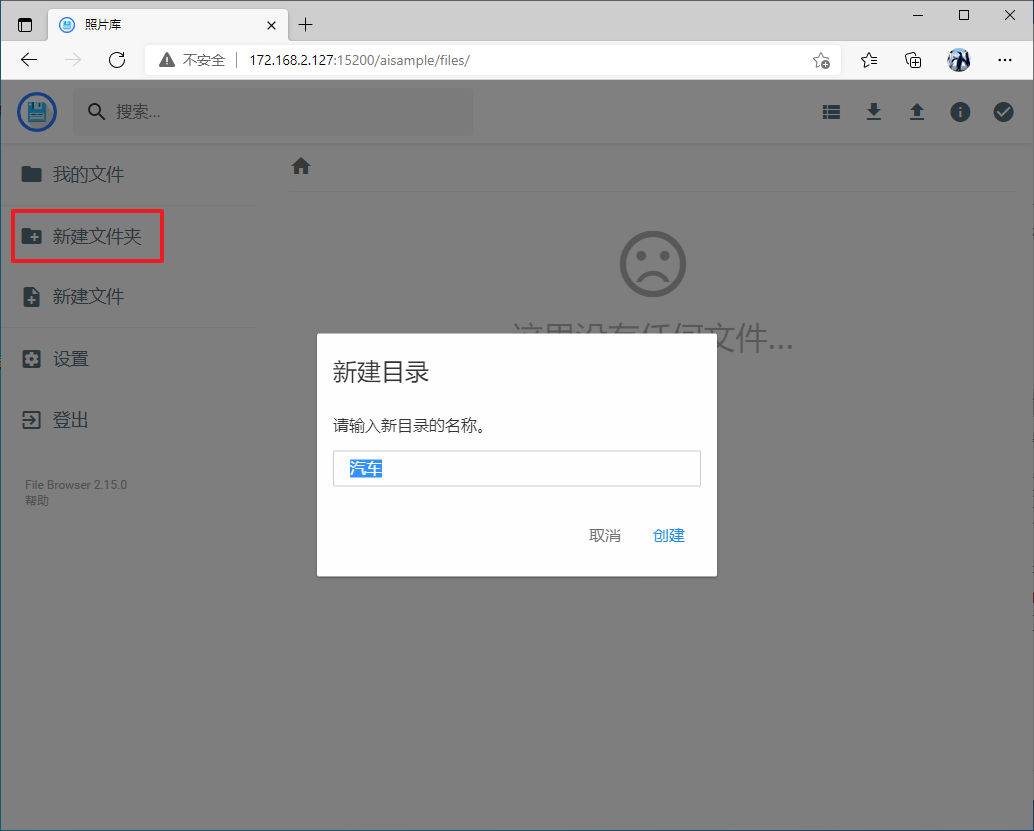 照片库
不安全
172.168.2.127:15200/aisample/files/
搜索...
我的文件
新建文件夹
新建文件
设置
登出
File Browser 2.15.0
帮助
这里没有任何文件...
新建目录
请输入新目录的名称。
汽车
取消
创建